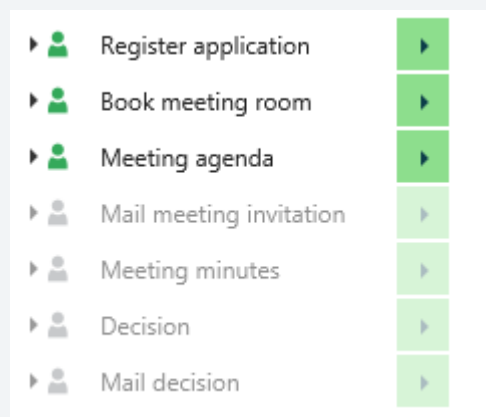 Register application
Book meeting room
Meeting agenda
Mail meeting invitation
Meeting minutes
Decision
Mail decision